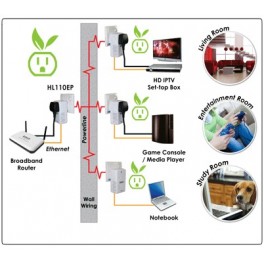 HL110EP
Ethernet
Broadband
Router
Powerline
Wall
Wiring
HD IPTV
Set-top Box
Game Console
/ Media Player
Notebook
Living Room
Entertainment Room
Study Room